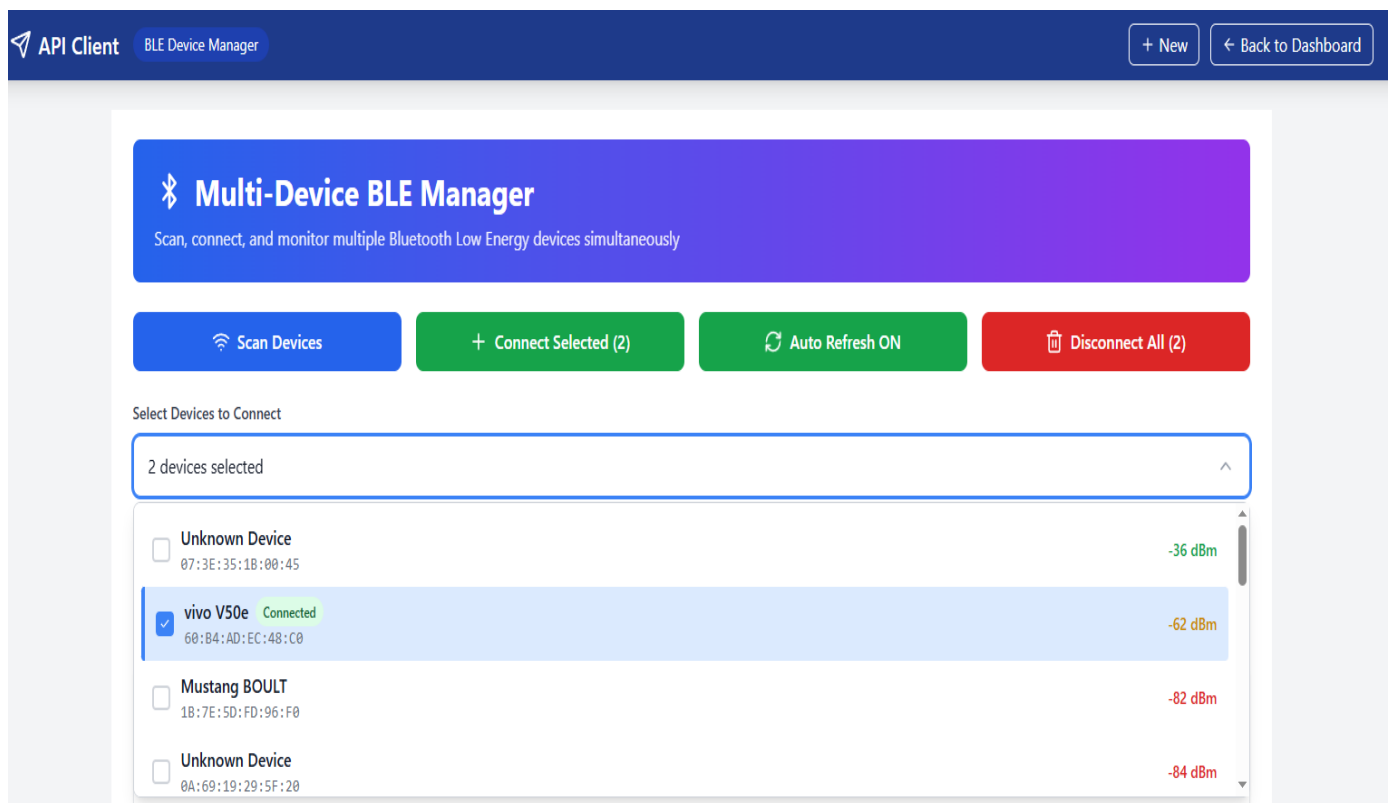 API Client BLE Device Manager + New ← Back to Dashboard
Multi-Device BLE Manager
Scan, connect, and monitor multiple Bluetooth Low Energy devices simultaneously
Scan Devices + Connect Selected (2) Auto Refresh ON Disconnect All (2)
Select Devices to Connect
2 devices selected
Unknown Device
07:3E:35:1B:00:45
-36 dBm
vivo V50e Connected
60:B4:AD:EC:48:C0
-62 dBm
Mustang BOULT
1B:7E:5D:FD:96:F0
-82 dBm
Unknown Device
0A:69:19:29:5F:20
-84 dBm